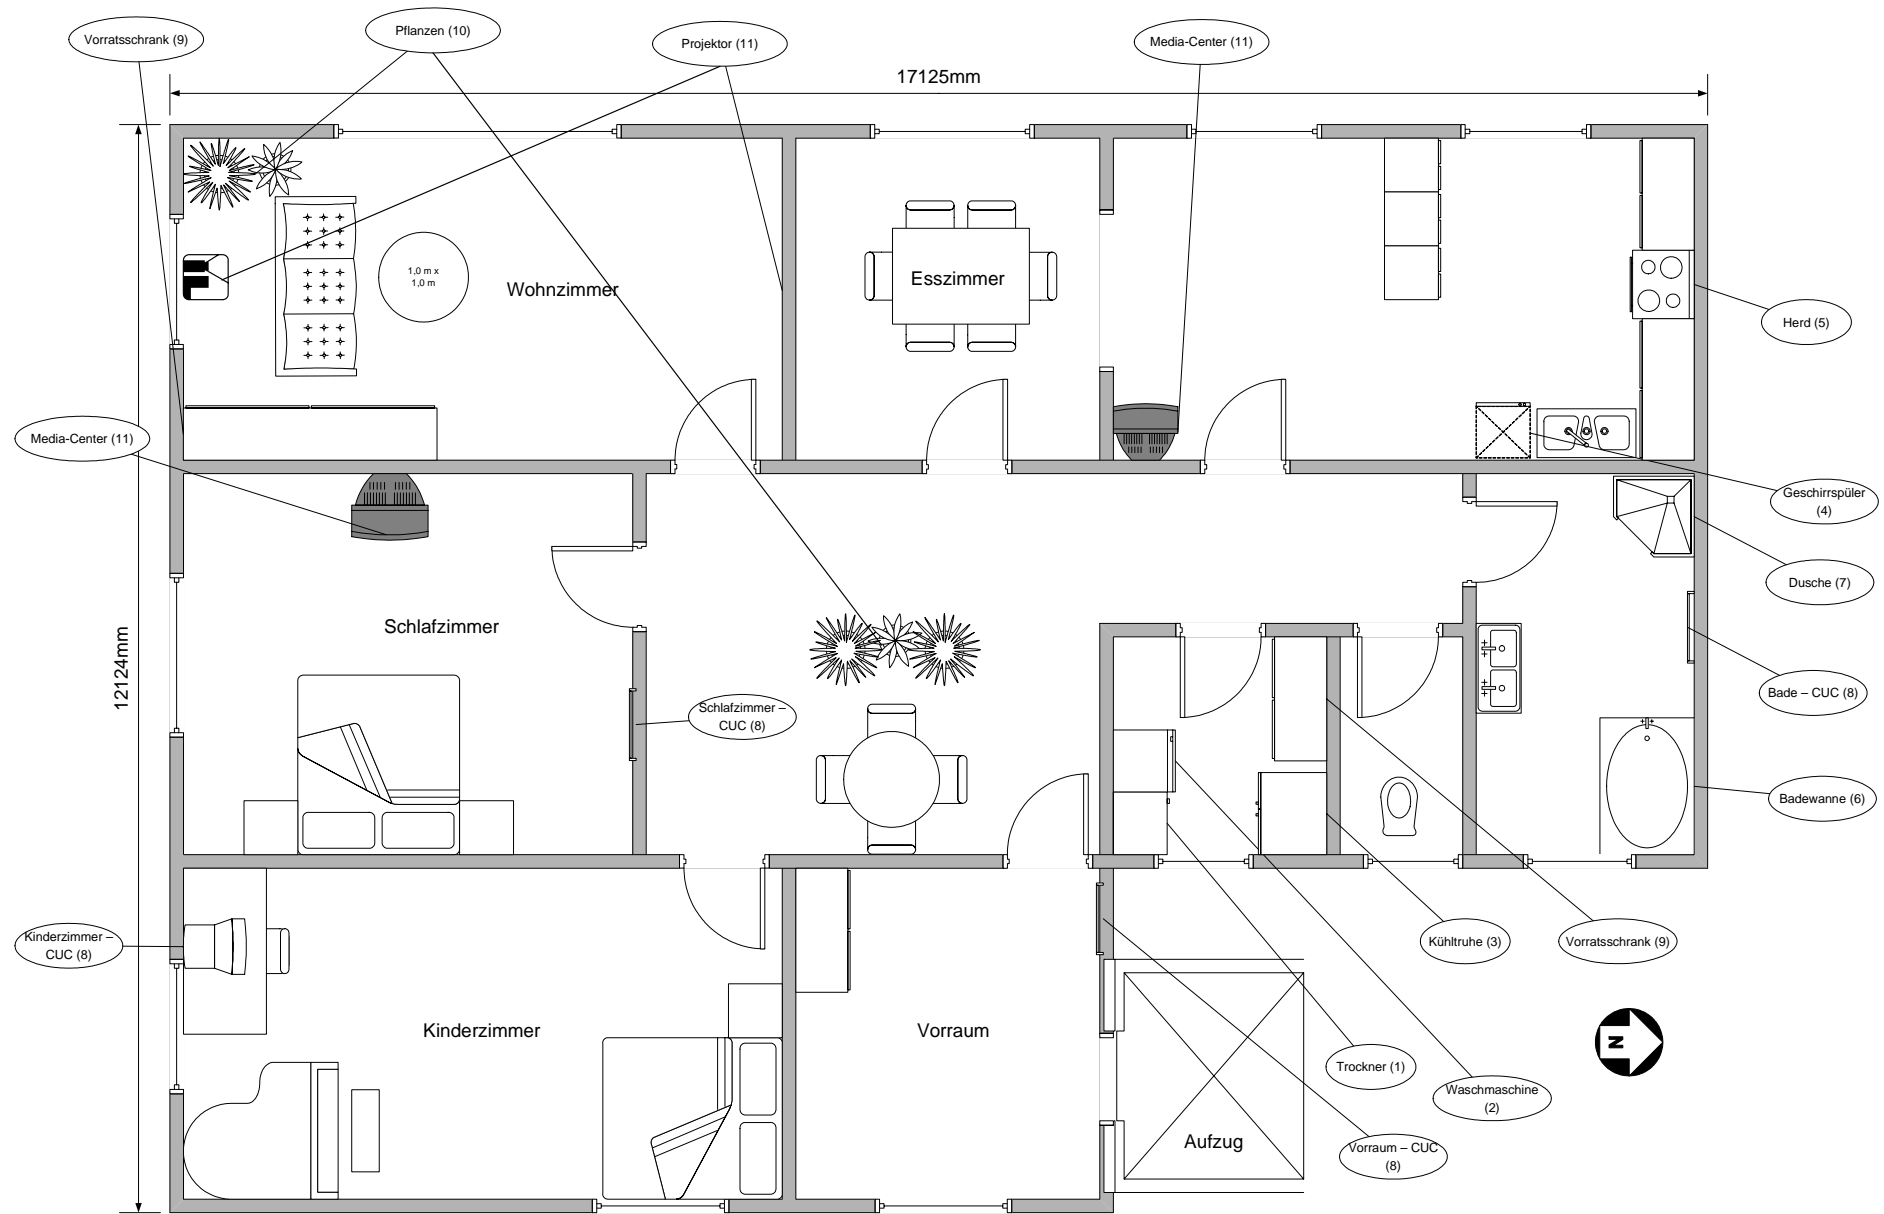 Vorratsschrank (9)
Pflanzen (10)
Projektor (11)
Media-Center (11)
17125mm
1,0 m x
1,0 m
Wohnzimmer
Esszimmer
Herd (5)
Media-Center (11)
Geschirrspüler
(4)
Dusche (7)
Schlafzimmer
12124mm
Schlafzimmer –
CUC (8)
Bade – CUC (8)
Badewanne (6)
Kinderzimmer –
CUC (8)
Kühltruhe (3)
Vorratsschrank (9)
Kinderzimmer
Vorraum
N
Trockner (1)
Waschmaschine
(2)
Aufzug
Vorraum – CUC
(8)